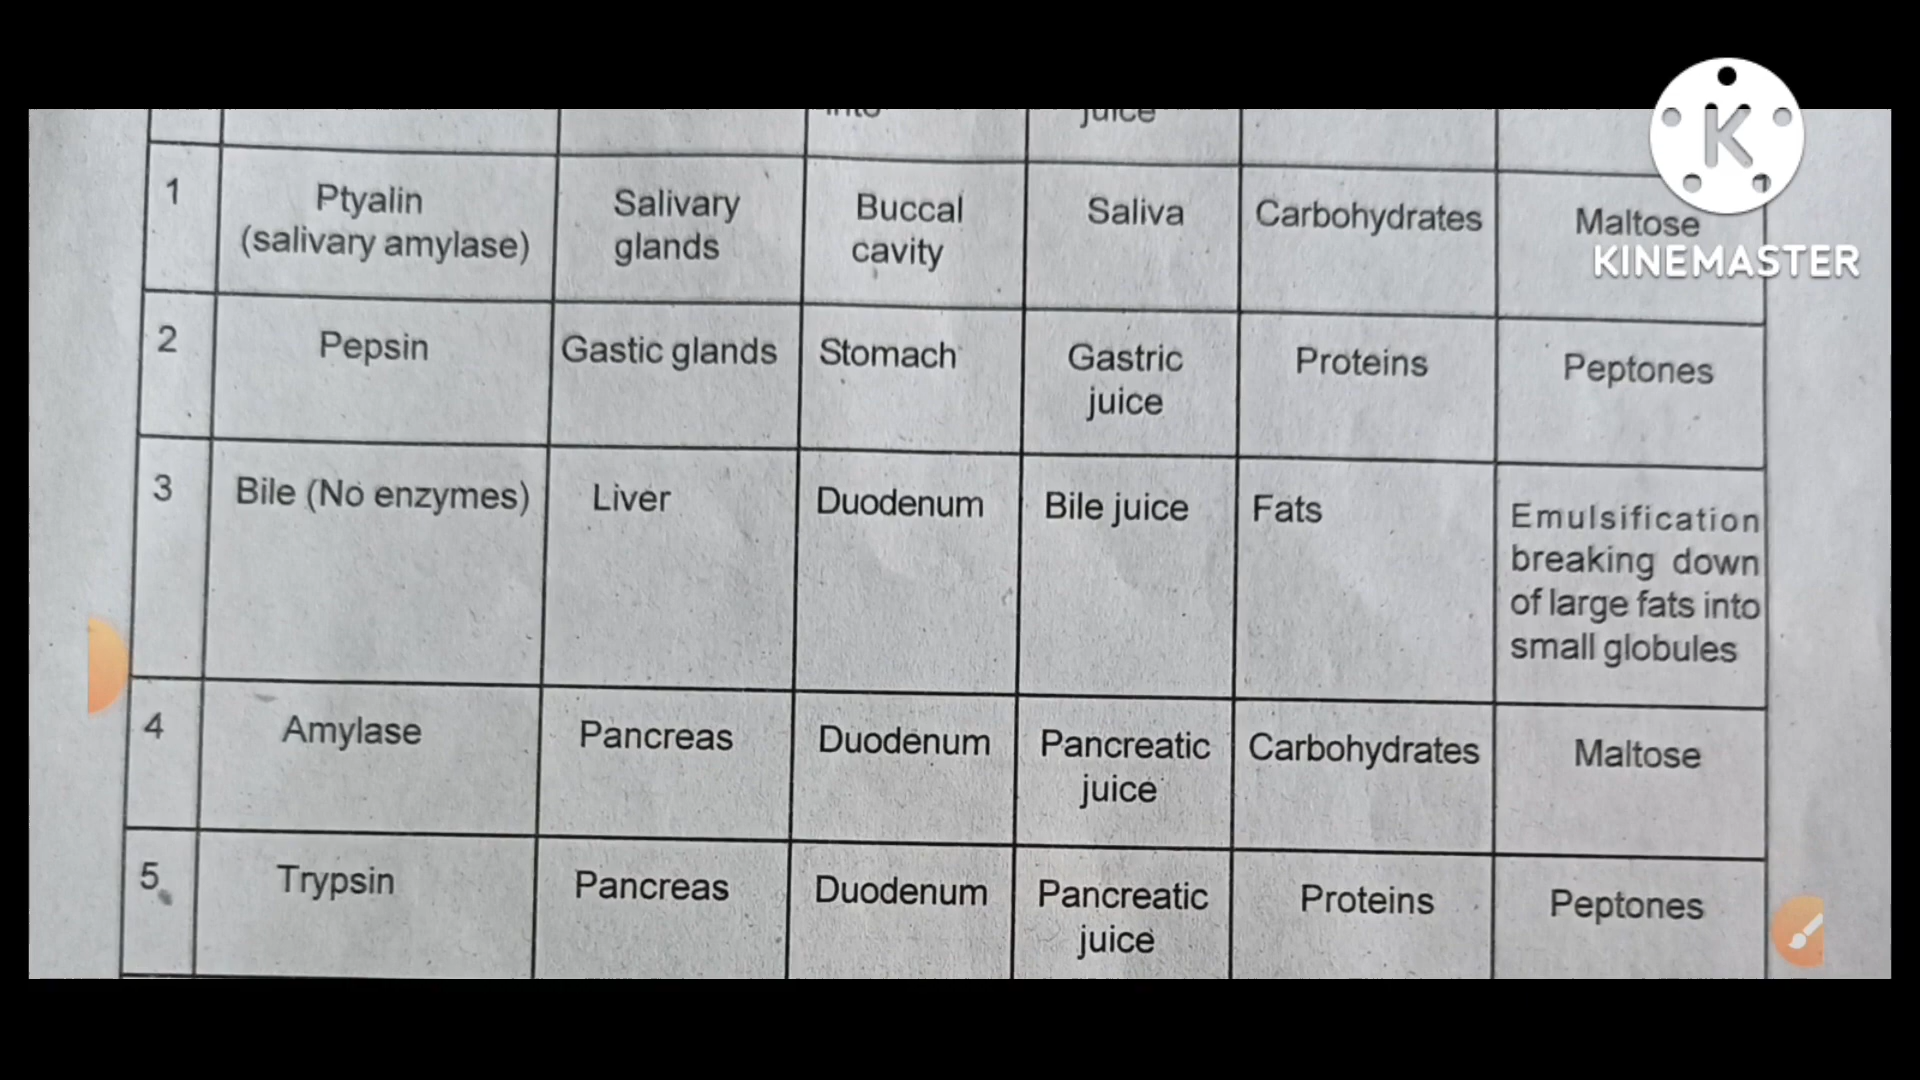 into
juice
1
Ptyalin
(salivary amylase)
Salivary
glands
Buccal
cavity
Saliva
Carbohydrates
Maltose
2
Pepsin
Gastic glands
Stomach
Gastric
juice
Proteins
Peptones
3
Bile (No enzymes)
Liver
Duodenum
Bile juice
Fats
Emulsification
breaking down
of large fats into
small globules
4
Amylase
Pancreas
Duodenum
Pancreatic
juice
Carbohydrates
Maltose
5
Trypsin
Pancreas
Duodenum
Pancreatic
juice
Proteins
Peptones
K
KINEMASTER